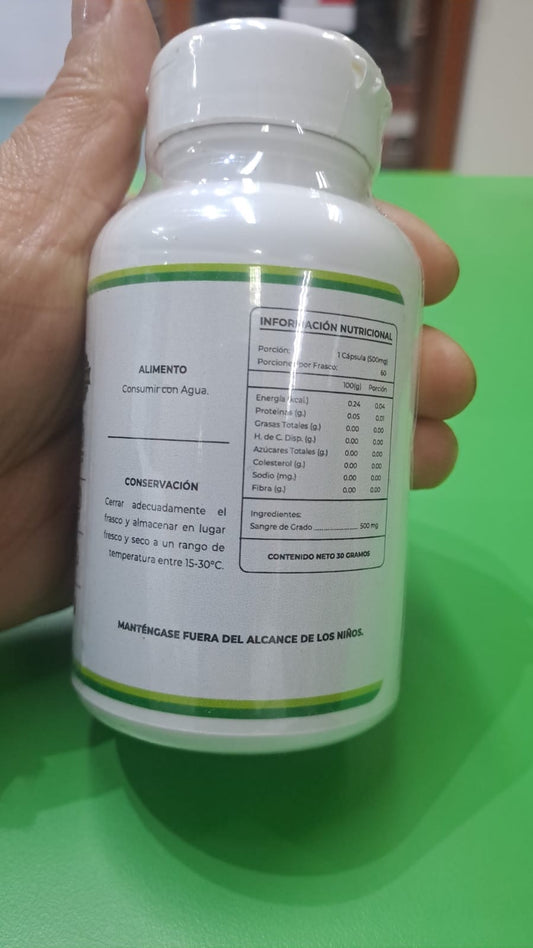 ALIMENTO
Consumir con Agua.
CONSERVACIÓN
Cerrar adecuadamente el
frasco y almacenar en lugar
fresco y seco a un rango de
temperatura entre 15-30°C.
INFORMACIÓN NUTRICIONAL
Porción: 1 Cápsula (500mg)
Porciones por Frasco: 60
100(g) Porción
Energía (kcal.) 0.24 0.04
Proteínas (g.) 0.05 0.01
Grasas Totales (g.) 0.00 0.00
H. de C. Disp. (g.) 0.00 0.00
Azúcares Totales (g.) 0.00 0.00
Colesterol (g.) 0.00 0.00
Sodio (mg.) 0.00 0.00
Fibra (g.) 0.00 0.00
Ingredientes:
Sangre de Grado ........................ 500 mg
CONTENIDO NETO 30 GRAMOS
MANTÉNGASE FUERA DEL ALCANCE DE LOS NIÑOS.